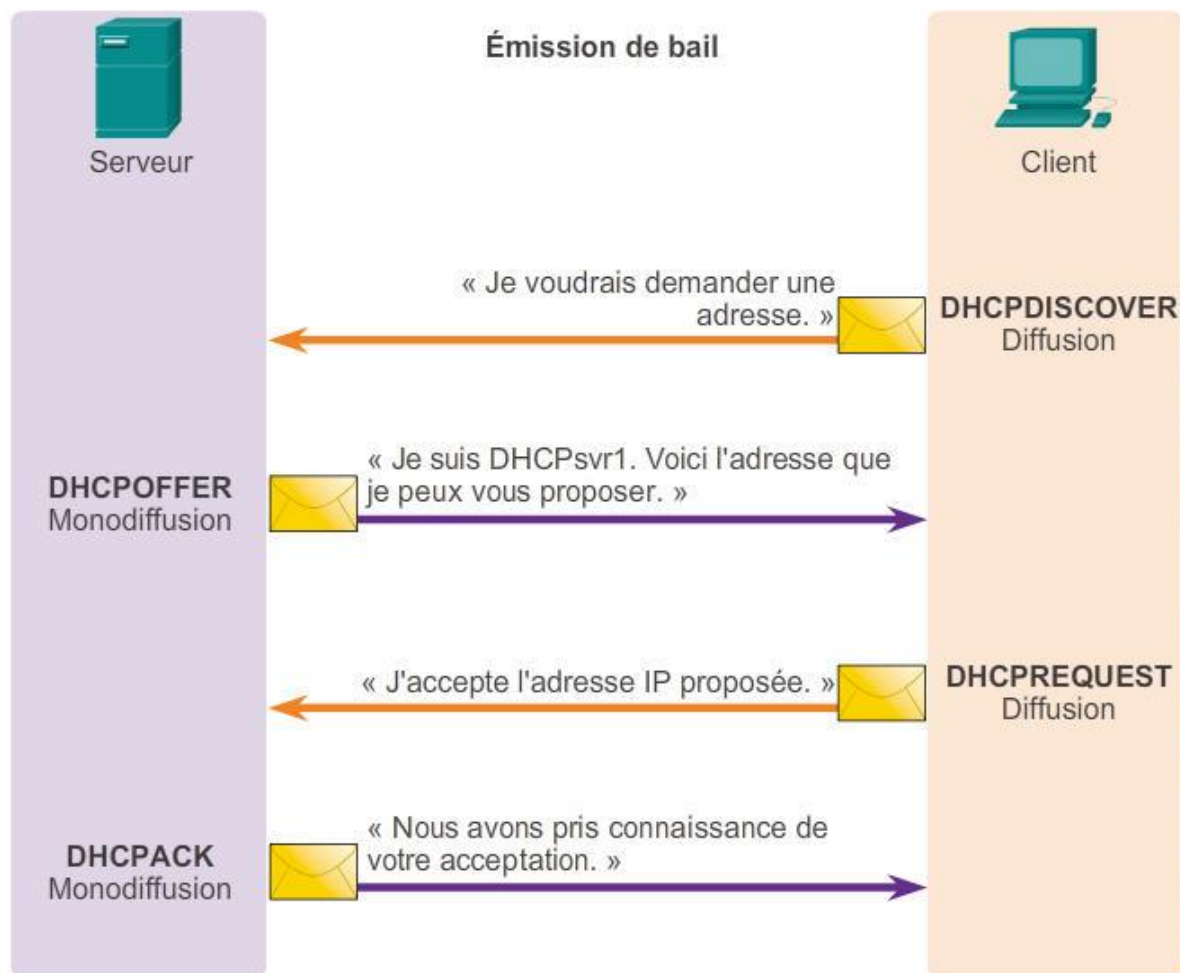 Émission de bail
Serveur
Client
« Je voudrais demander une
adresse. »
DHCPDISCOVER
Diffusion
« Je suis DHCPsvr1. Voici l'adresse que
je peux vous proposer. »
DHCPOFFER
Monodiffusion
« J'accepte l'adresse IP proposée. »
DHCPREQUEST
Diffusion
« Nous avons pris connaissance de
votre acceptation. »
DHCPACK
Monodiffusion